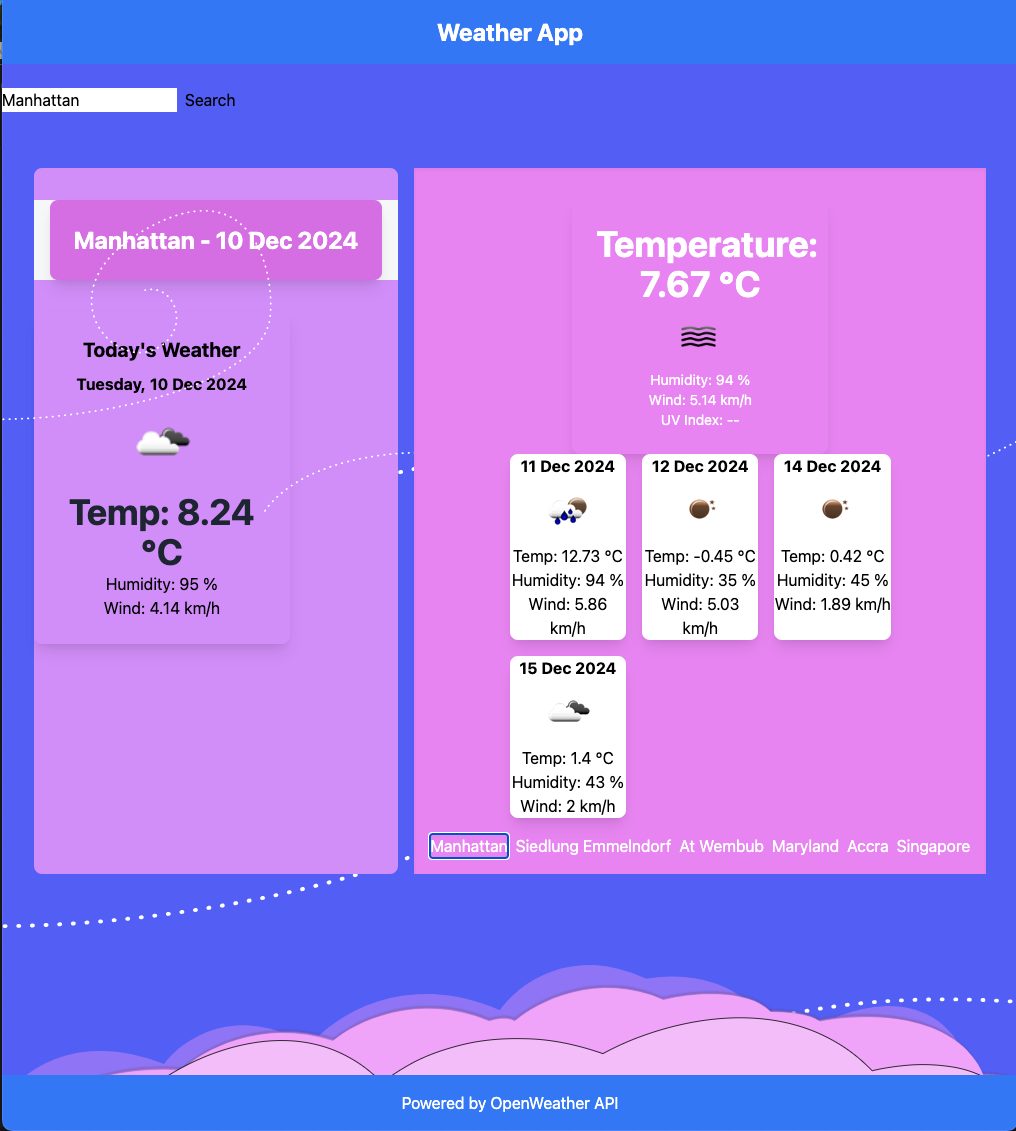 Weather App
Manhattan
Search
Manhattan - 10 Dec 2024
Today's Weather
Tuesday, 10 Dec 2024
Temp: 8.24
°C
Humidity: 95 %
Wind: 4.14 km/h
Temperature:
7.67 °C
Humidity: 94 %
Wind: 5.14 km/h
UV Index: --
11 Dec 2024
Temp: 12.73 °C
Humidity: 94 %
Wind: 5.86
km/h
12 Dec 2024
Temp: -0.45 °C
Humidity: 35 %
Wind: 5.03
km/h
14 Dec 2024
Temp: 0.42 °C
Humidity: 45 %
Wind: 1.89 km/h
15 Dec 2024
Temp: 1.4 °C
Humidity: 43 %
Wind: 2 km/h
Manhattan Siedlung Emmelndorf At Wembub Maryland Accra Singapore
Powered by OpenWeather API